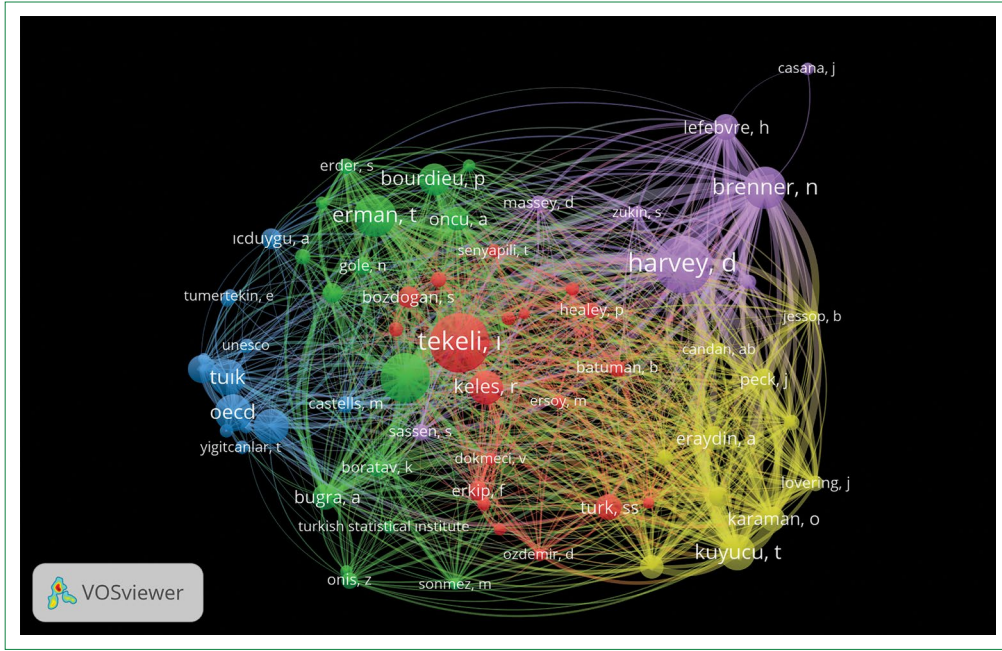 casana, j
lefebvre, h
erder, s
bourdieu, p
brenner, n
massey, d
zukin, s
erman, t
oncu, a
ıcduygu, a
senyapili, t
gole, n
harvey, d
tumertekin, e
bozdogan, s
healey, p
jessop, b
unesco
tekeli, ı
candan, ab
tuik
keles, r
batuman, b
peck, j
castells, m
ersoy, m
oecd
sassen, s
eraydin, a
yigitcanlar, t
dokmeci, v
boratav, k
bugra, a
erkip, f
lovering, j
turk, ss
karaman, o
turkish statistical institute
ozdemir, d
kuyucu, t
onis, z
sonmez, m
VOSviewer